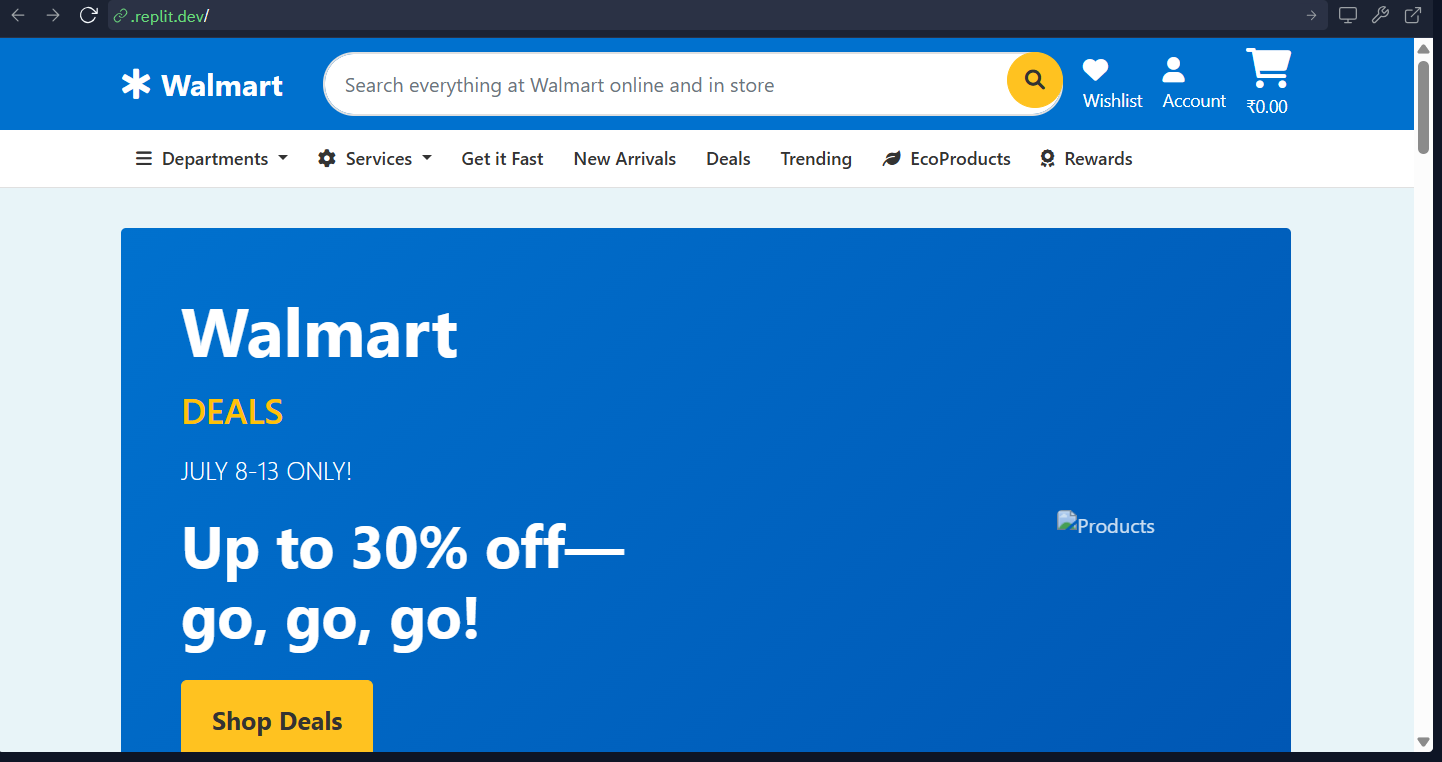 .replit.dev/
Walmart
Search everything at Walmart online and in store
Wishlist
Account
₹0.00
Departments
Services
Get it Fast
New Arrivals
Deals
Trending
EcoProducts
Rewards
Walmart
DEALS
JULY 8-13 ONLY!
Up to 30% off—
go, go, go!
Products
Shop Deals